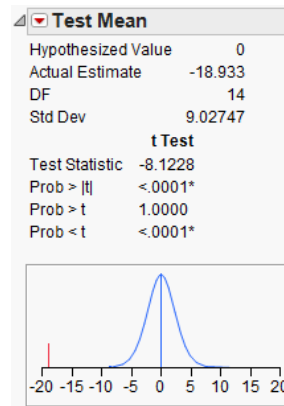 Test Mean
Hypothesized Value 0
Actual Estimate -18.933
DF 14
Std Dev 9.02747
t Test
Test Statistic -8.1228
Prob > |t| <.0001*
Prob > t 1.0000
Prob < t <.0001*
-20 -15 -10 -5 0 5 10 15 20